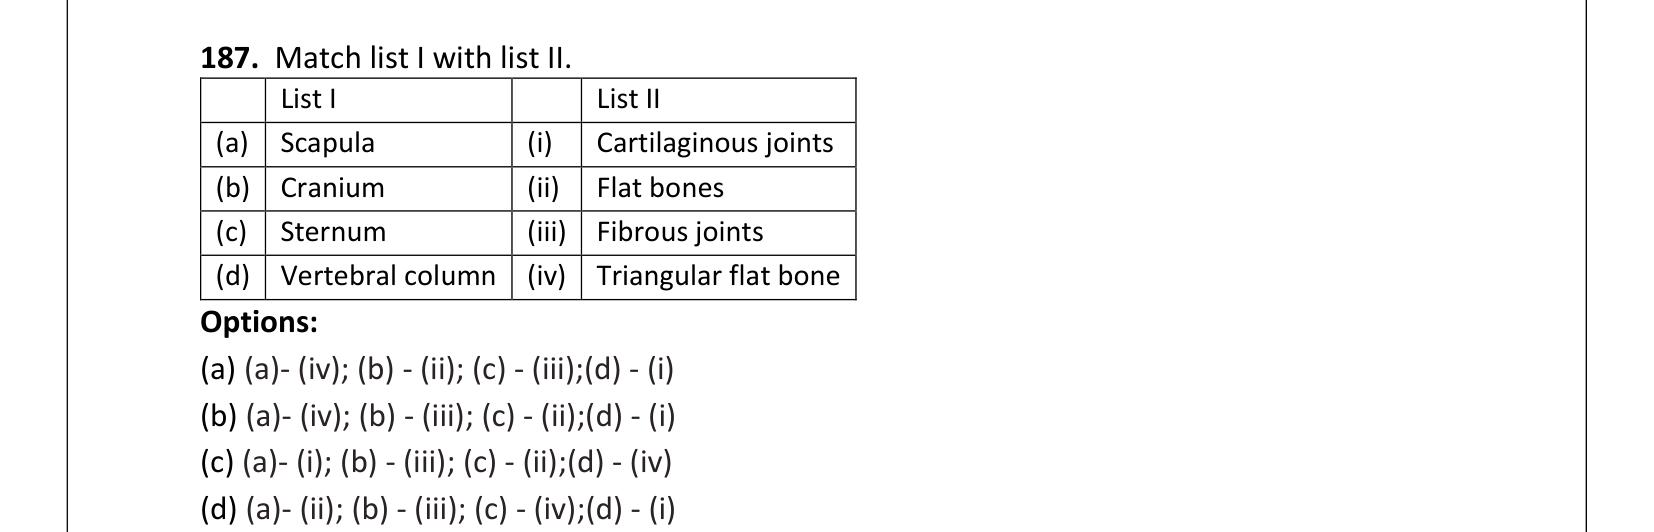 187. Match list I with list II.
List I List II
(a) Scapula (i) Cartilaginous joints
(b) Cranium (ii) Flat bones
(c) Sternum (iii) Fibrous joints
(d) Vertebral column (iv) Triangular flat bone
Options:
(a) (a)- (iv); (b) - (ii); (c) - (iii);(d) - (i)
(b) (a)- (iv); (b) - (iii); (c) - (ii);(d) - (i)
(c) (a)- (i); (b) - (iii); (c) - (ii);(d) - (iv)
(d) (a)- (ii); (b) - (iii); (c) - (iv);(d) - (i)